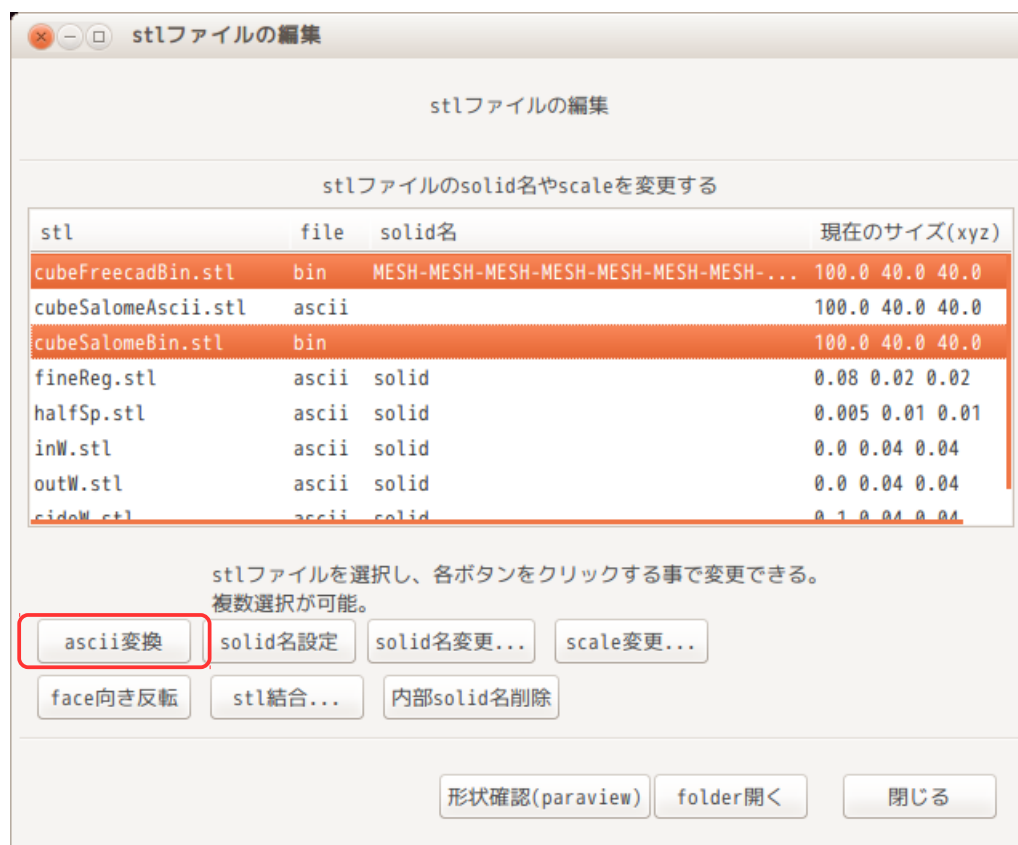 stlファイルの編集
stlファイルの編集
stlファイルのsolid名やscaleを変更する
stl file solid名 現在のサイズ(xyz)
cubeFreecadBin.stl bin MESH-MESH-MESH-MESH-MESH-MESH-MESH-... 100.0 40.0 40.0
cubeSalomeAscii.stl ascii 100.0 40.0 40.0
cubeSalomeBin.stl bin 100.0 40.0 40.0
fineReg.stl ascii solid 0.08 0.02 0.02
halfSp.stl ascii solid 0.005 0.01 0.01
inW.stl ascii solid 0.0 0.04 0.04
outW.stl ascii solid 0.0 0.04 0.04
sideW.stl ascii solid 0.1 0.04 0.04
stlファイルを選択し、各ボタンをクリックする事で変更できる。
複数選択が可能。
ascii変換 solid名設定 solid名変更... scale変更...
face向き反転 stl結合... 内部solid名削除
形状確認(paraview) folder開く 閉じる